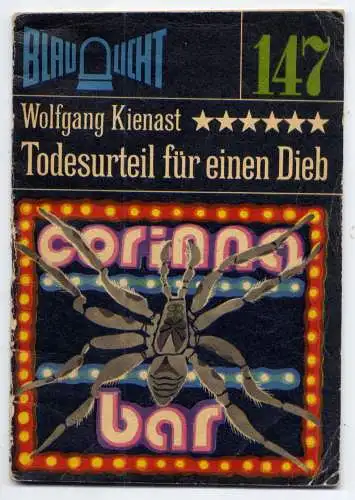 BLAULICHT
147
Wolfgang Kienast ★★★★★★
Todesurteil für einen Dieb
corinna
bar